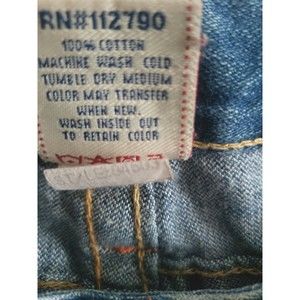 RN#112790
100% COTTON
MACHINE WASH COLD
TUMBLE DRY MEDIUM
COLOR MAY TRANSFER
WHEN NEW.
WASH INSIDE OUT
TO RETAIN COLOR